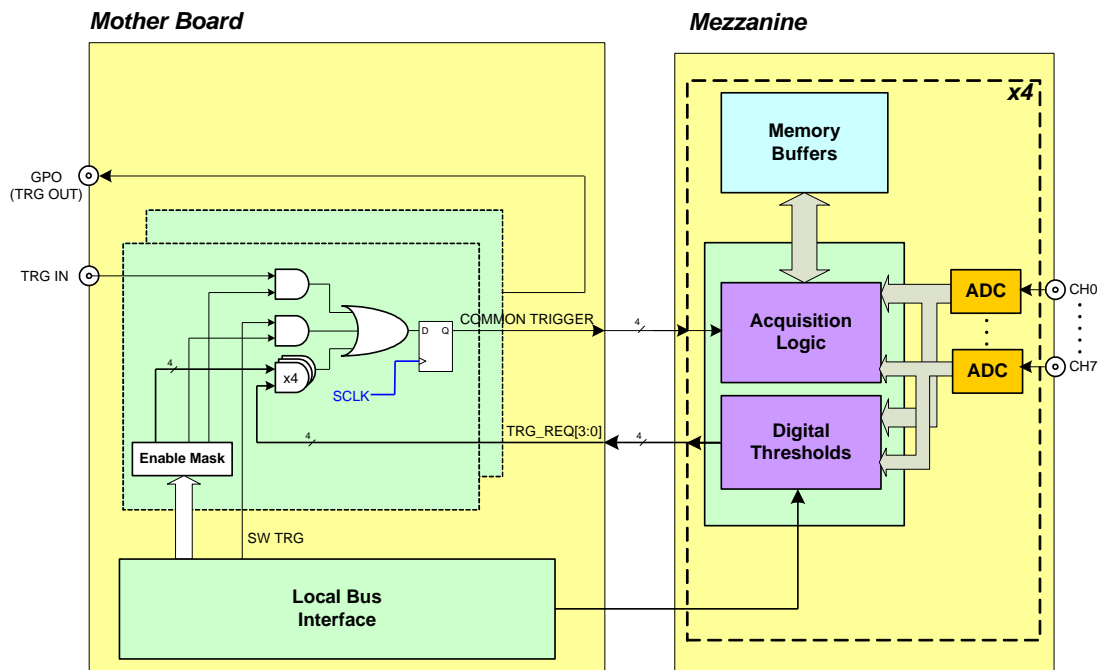 Mother Board
Mezzanine
x4
Memory
Buffers
GPO
(TRG OUT)
TRG IN
COMMON TRIGGER
4
D
Q
SCLK
x4
4
Acquisition
Logic
ADC
CH0
ADC
CH7
TRG_REQ[3:0]
4
4
4
Digital
Thresholds
Enable Mask
SW TRG
Local Bus
Interface